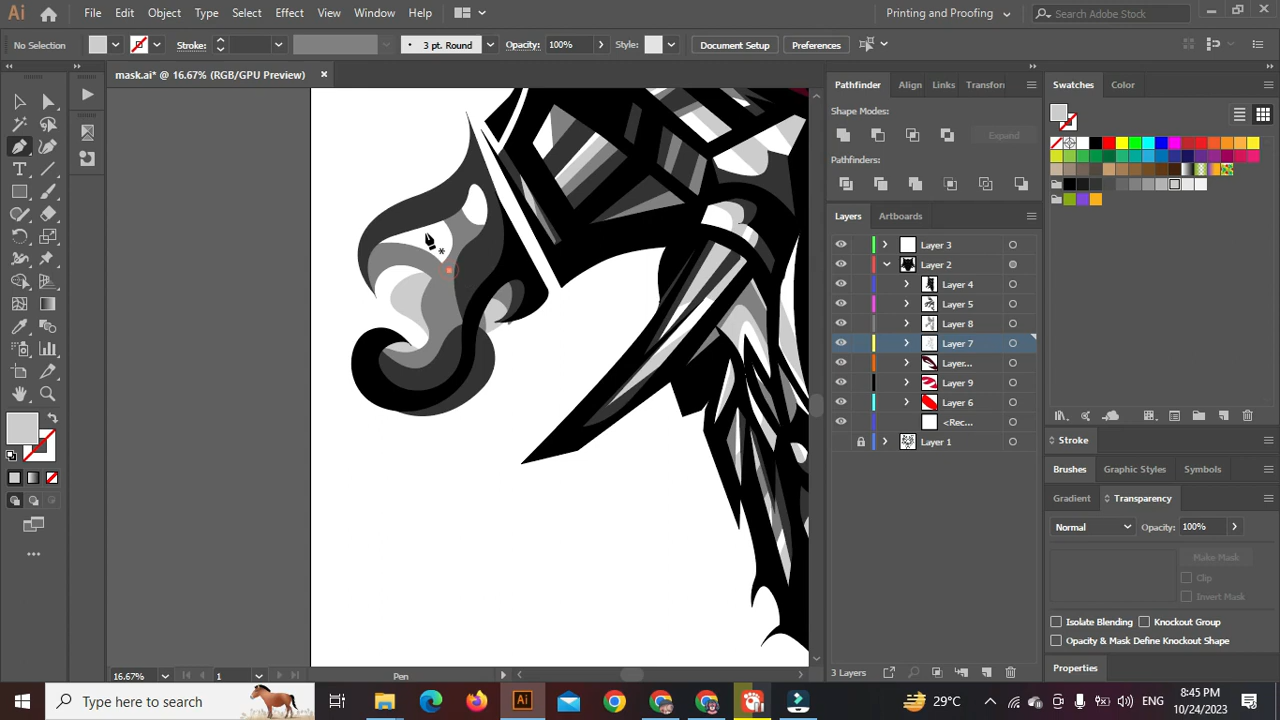 Ai File Edit Object Type Select Effect View Window Help Printing and Proofing Search Adobe Stock
No Selection Stroke: 3 pt. Round Opacity: 100% Style: Document Setup Preferences
mask.ai* @ 16.67% (RGB/GPU Preview)
Pathfinder Align Links Transfon
Shape Modes:
Expand
Pathfinders:
Swatches Color
Layers Artboards
Layer 3
Layer 2
Layer 4
Layer 5
Layer 8
Layer 7
Layer...
Layer 9
Layer 6
<Rec...
Layer 1
3 Layers
Stroke
Brushes Graphic Styles Symbols
Gradient Transparency
Normal Opacity: 100%
Make Mask
Clip
Invert Mask
Isolate Blending Knockout Group
Opacity & Mask Define Knockout Shape
Properties
16.67% 1 Pen
Type here to search Ai 29°C ENG 8:45 PM
10/24/2023